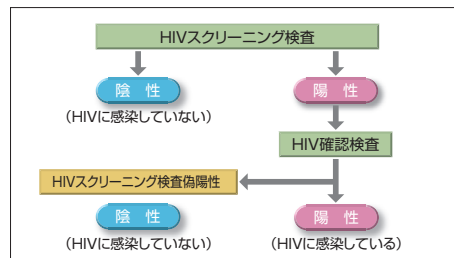 HIVスクリーニング検査
陰 性
陽 性
(HIVに感染していない)
HIV確認検査
HIVスクリーニング検査偽陽性
陰 性
陽 性
(HIVに感染していない)
(HIVに感染している)